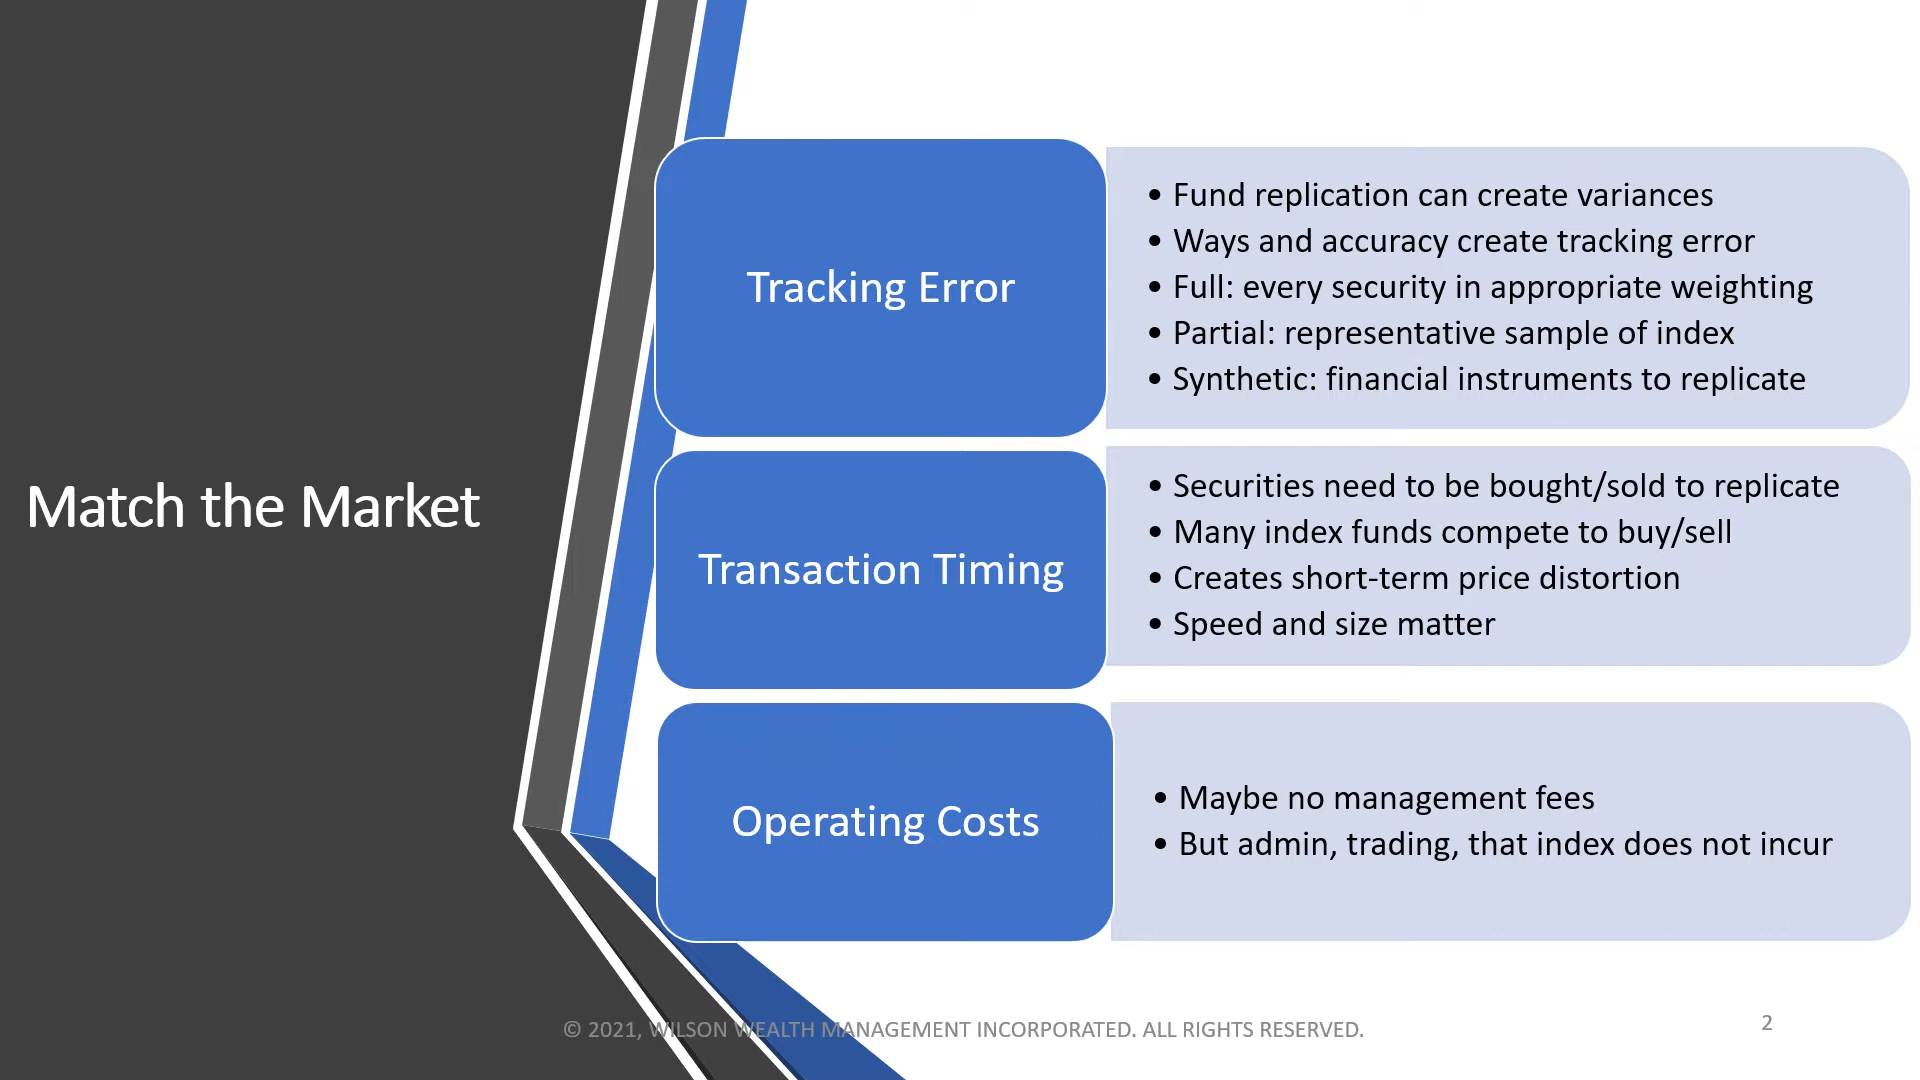 Match the Market
Tracking Error
• Fund replication can create variances
• Ways and accuracy create tracking error
• Full: every security in appropriate weighting
• Partial: representative sample of index
• Synthetic: financial instruments to replicate
Transaction Timing
• Securities need to be bought/sold to replicate
• Many index funds compete to buy/sell
• Creates short-term price distortion
• Speed and size matter
Operating Costs
• Maybe no management fees
• But admin, trading, that index does not incur
© 2021, WILSON WEALTH MANAGEMENT INCORPORATED. ALL RIGHTS RESERVED.
2